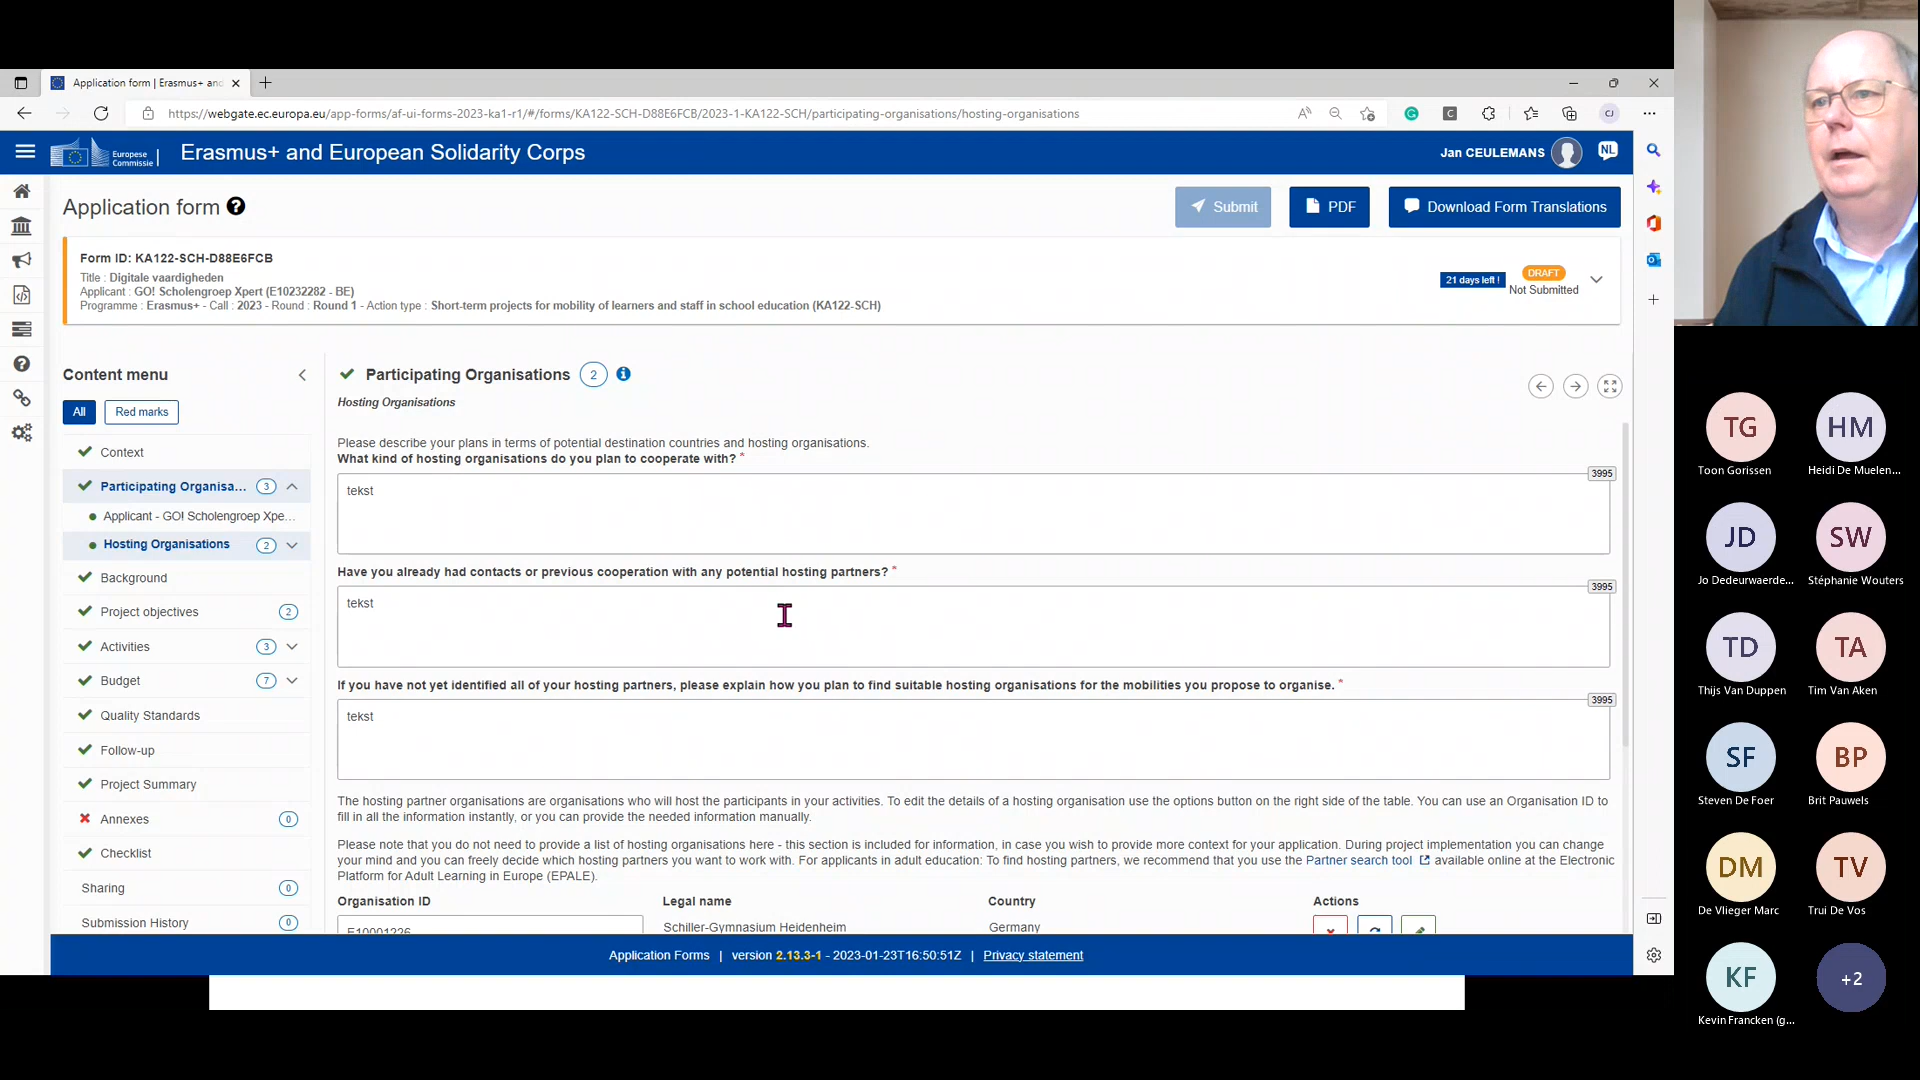 Application form | Erasmus+ and
https://webgate.ec.europa.eu/app-forms/af-ui-forms-2023-ka1-r1/#/forms/KA122-SCH-D88E6FCB/2023-1-KA122-SCH/participating-organisations/hosting-organisations
CJ
Europese
Commissie
Erasmus+ and European Solidarity Corps
Jan CEULEMANS
NL
Application form
Submit
PDF
Download Form Translations
Form ID: KA122-SCH-D88E6FCB
Title : Digitale vaardigheden
Applicant : GO! Scholengroep Xpert (E10232282 - BE)
Programme : Erasmus+ - Call : 2023 - Round : Round 1 - Action type : Short-term projects for mobility of learners and staff in school education (KA122-SCH)
21 days left !
DRAFT
Not Submitted
Content menu
All
Red marks
Context
Participating Organisa... 3
Applicant - GO! Scholengroep Xpe...
Hosting Organisations 2
Background
Project objectives 2
Activities 3
Budget 7
Quality Standards
Follow-up
Project Summary
Annexes 0
Checklist
Sharing 0
Submission History 0
Participating Organisations 2
Hosting Organisations
Please describe your plans in terms of potential destination countries and hosting organisations.
What kind of hosting organisations do you plan to cooperate with? *
3995
tekst
Have you already had contacts or previous cooperation with any potential hosting partners? *
3995
tekst
If you have not yet identified all of your hosting partners, please explain how you plan to find suitable hosting organisations for the mobilities you propose to organise. *
3995
tekst
The hosting partner organisations are organisations who will host the participants in your activities. To edit the details of a hosting organisation use the options button on the right side of the table. You can use an Organisation ID to
fill in all the information instantly, or you can provide the needed information manually.
Please note that you do not need to provide a list of hosting organisations here - this section is included for information, in case you wish to provide more context for your application. During project implementation you can change
your mind and you can freely decide which hosting partners you want to work with. For applicants in adult education: To find hosting partners, we recommend that you use the Partner search tool available online at the Electronic
Platform for Adult Learning in Europe (EPALE).
Organisation ID Legal name Country Actions
E10001226 Schiller-Gymnasium Heidenheim Germany
Application Forms | version 2.13.3-1 - 2023-01-23T16:50:51Z | Privacy statement
TG HM
Toon Gorissen Heidi De Muelen...
JD SW
Jo Dedeurwaerde... Stéphanie Wouters
TD TA
Thijs Van Duppen Tim Van Aken
SF BP
Steven De Foer Brit Pauwels
DM TV
De Vlieger Marc Trui De Vos
KF +2
Kevin Francken (g...